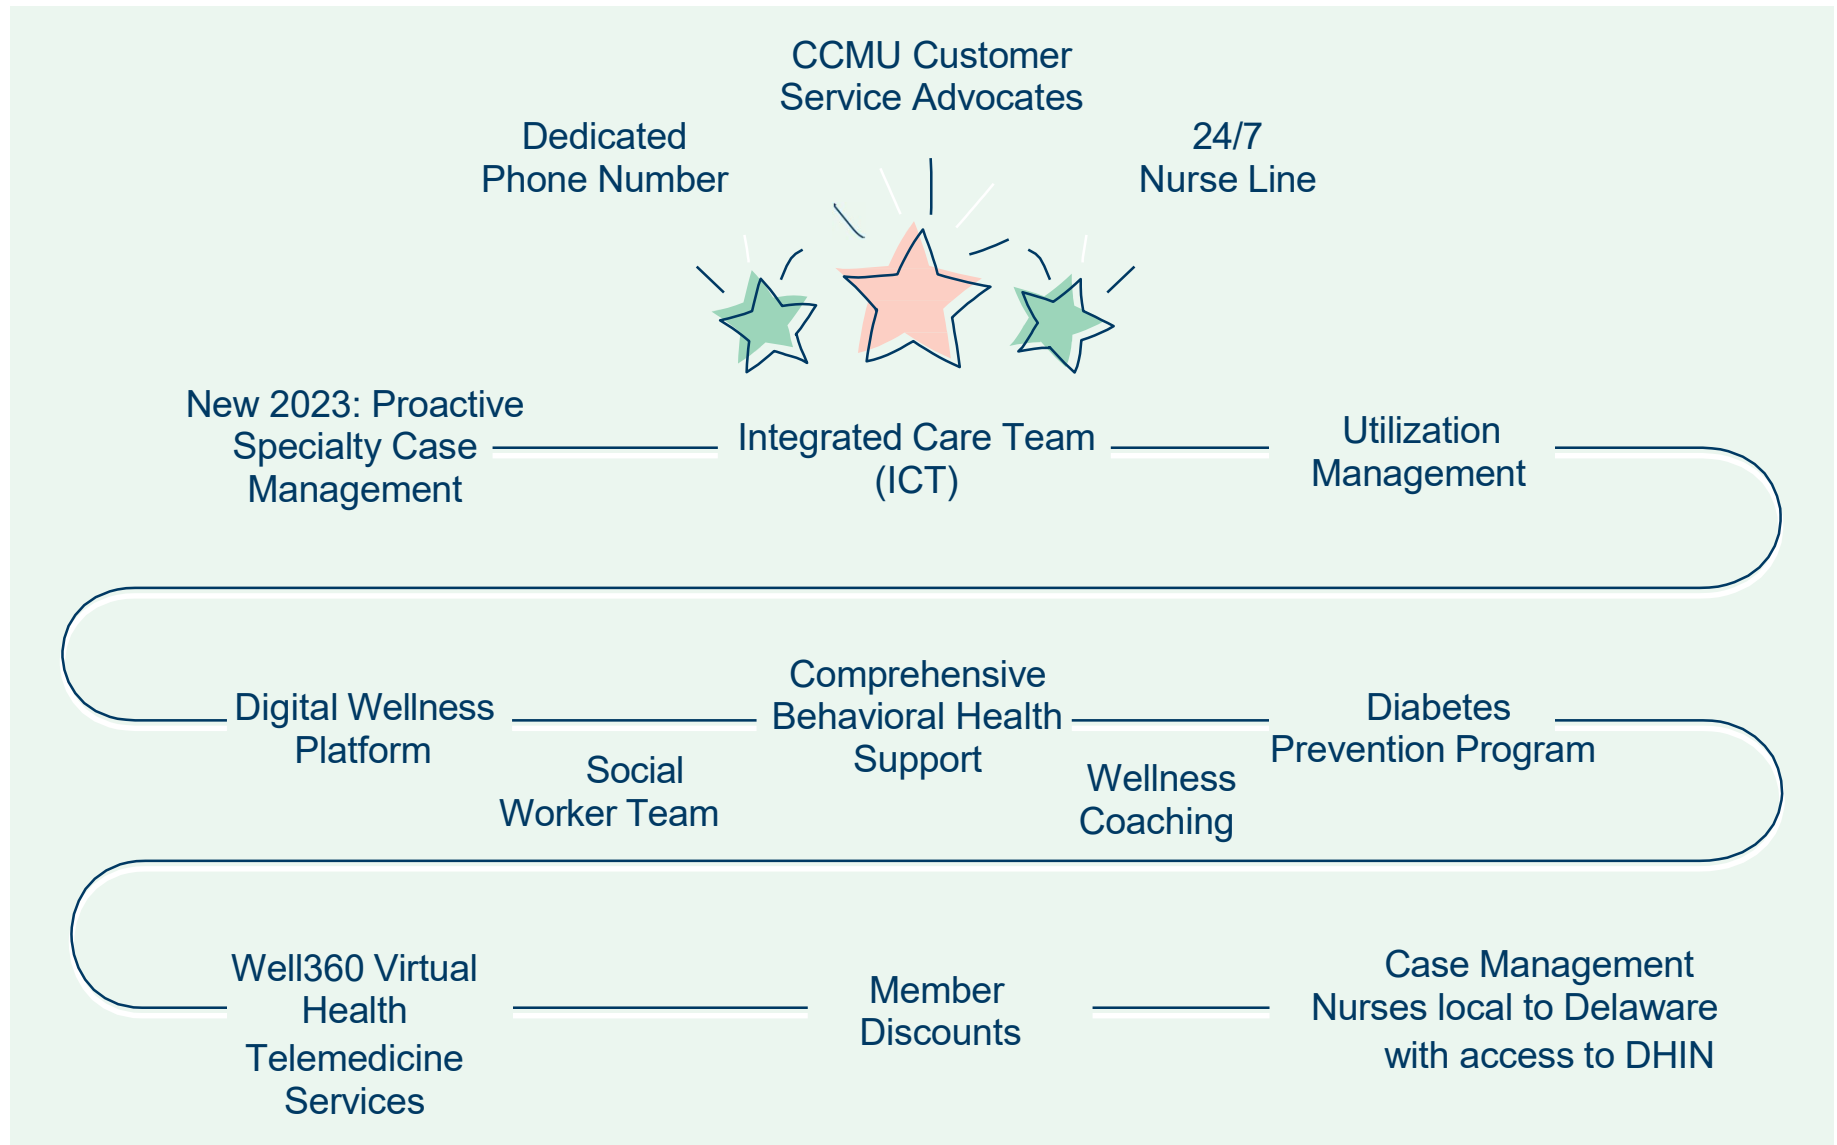 CCMU Customer
Service Advocates
Dedicated
Phone Number
24/7
Nurse Line
New 2023: Proactive
Specialty Case
Management
Integrated Care Team
(ICT)
Utilization
Management
Digital Wellness
Platform
Social
Worker Team
Comprehensive
Behavioral Health
Support
Wellness
Coaching
Diabetes
Prevention Program
Well360 Virtual
Health
Telemedicine
Services
Member
Discounts
Case Management
Nurses local to Delaware
with access to DHIN